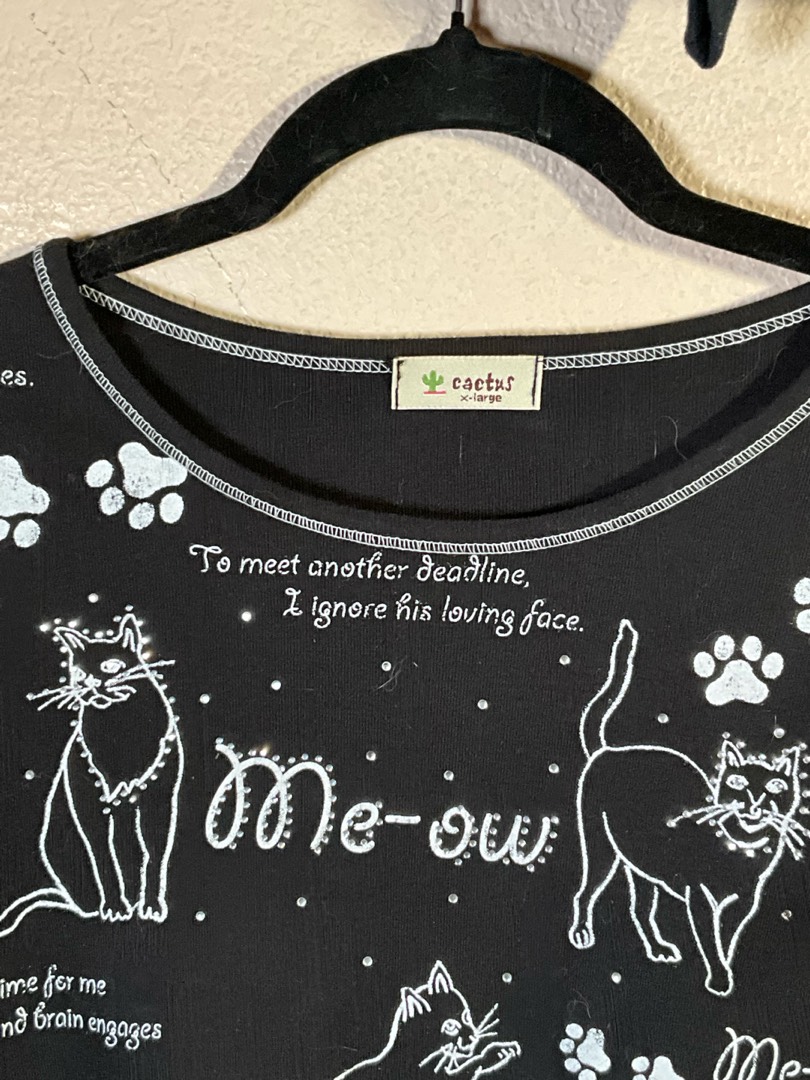 es.
cactus
x-large
To meet another deadline,
I ignore his loving face.
Me-ow
ime for me
nd brain engages
Me-